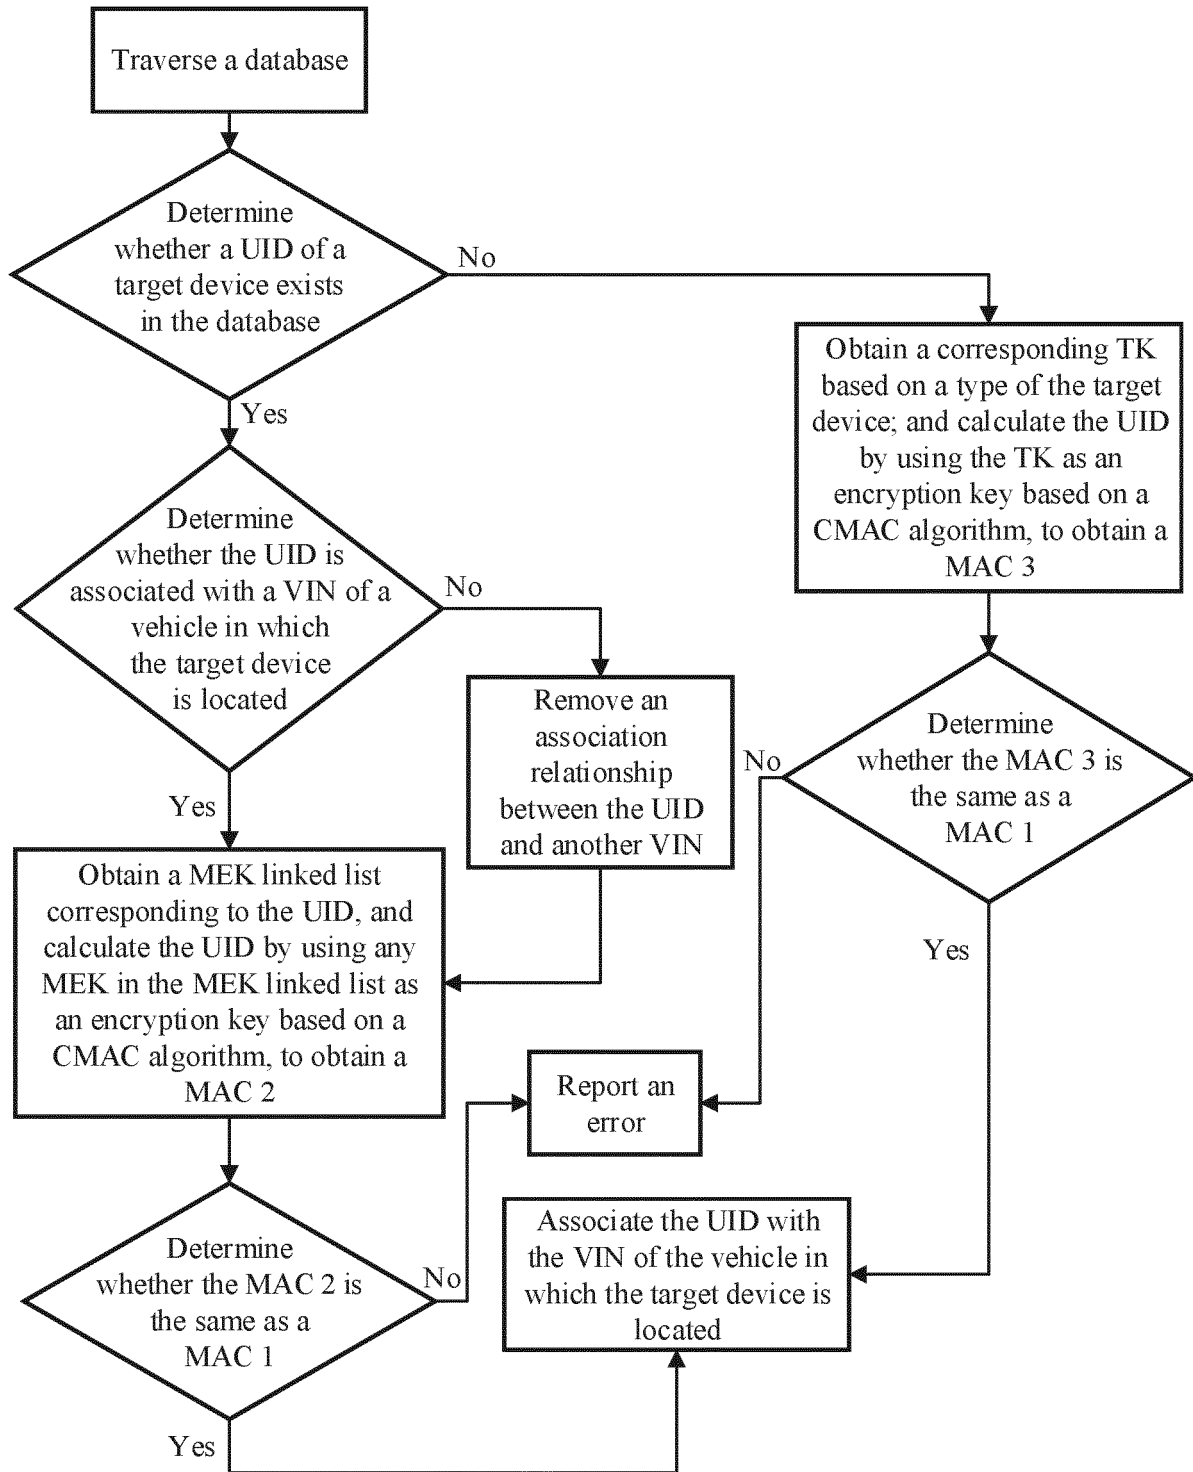 Traverse a database
Determine
whether a UID of a
target device exists
in the database
No
Yes
Obtain a corresponding TK
based on a type of the target
device; and calculate the UID
by using the TK as an
encryption key based on a
CMAC algorithm, to obtain a
MAC 3
Determine
whether the UID is
associated with a VIN of a
vehicle in which
the target device
is located
No
Yes
Remove an
association
relationship
between the UID
and another VIN
Determine
whether the MAC 3 is
the same as a
MAC 1
No
Yes
Obtain a MEK linked list
corresponding to the UID, and
calculate the UID by using any
MEK in the MEK linked list as
an encryption key based on a
CMAC algorithm, to obtain a
MAC 2
Report an
error
Determine
whether the MAC 2 is
the same as a
MAC 1
No
Yes
Associate the UID with
the VIN of the vehicle in
which the target device is
located